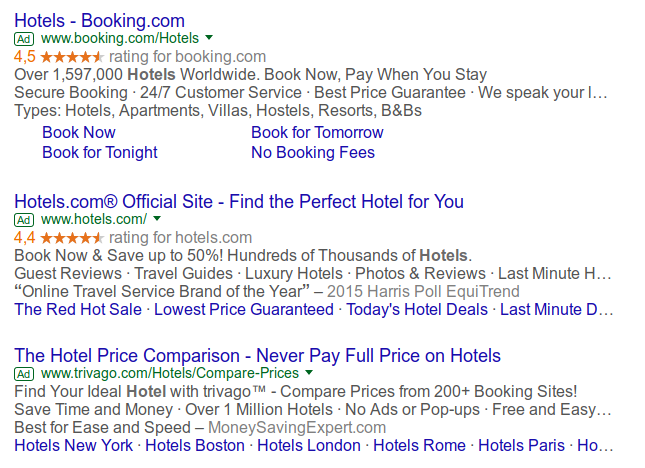 Hotels - Booking.com
Ad www.booking.com/Hotels
4,5 rating for booking.com
Over 1,597,000 Hotels Worldwide. Book Now, Pay When You Stay
Secure Booking · 24/7 Customer Service · Best Price Guarantee · We speak your l…
Types: Hotels, Apartments, Villas, Hostels, Resorts, B&Bs
Book Now Book for Tomorrow
Book for Tonight No Booking Fees
Hotels.com® Official Site - Find the Perfect Hotel for You
Ad www.hotels.com/
4,4 rating for hotels.com
Book Now & Save up to 50%! Hundreds of Thousands of Hotels.
Guest Reviews · Travel Guides · Luxury Hotels · Photos & Reviews · Last Minute H…
“Online Travel Service Brand of the Year” – 2015 Harris Poll EquiTrend
The Red Hot Sale · Lowest Price Guaranteed · Today's Hotel Deals · Last Minute D…
The Hotel Price Comparison - Never Pay Full Price on Hotels
Ad www.trivago.com/Hotels/Compare-Prices
Find Your Ideal Hotel with trivago™ - Compare Prices from 200+ Booking Sites!
Save Time and Money · Over 1 Million Hotels · No Ads or Pop-ups · Free and Easy…
Best for Ease and Speed – MoneySavingExpert.com
Hotels New York · Hotels Boston · Hotels London · Hotels Rome · Hotels Paris · Ho…